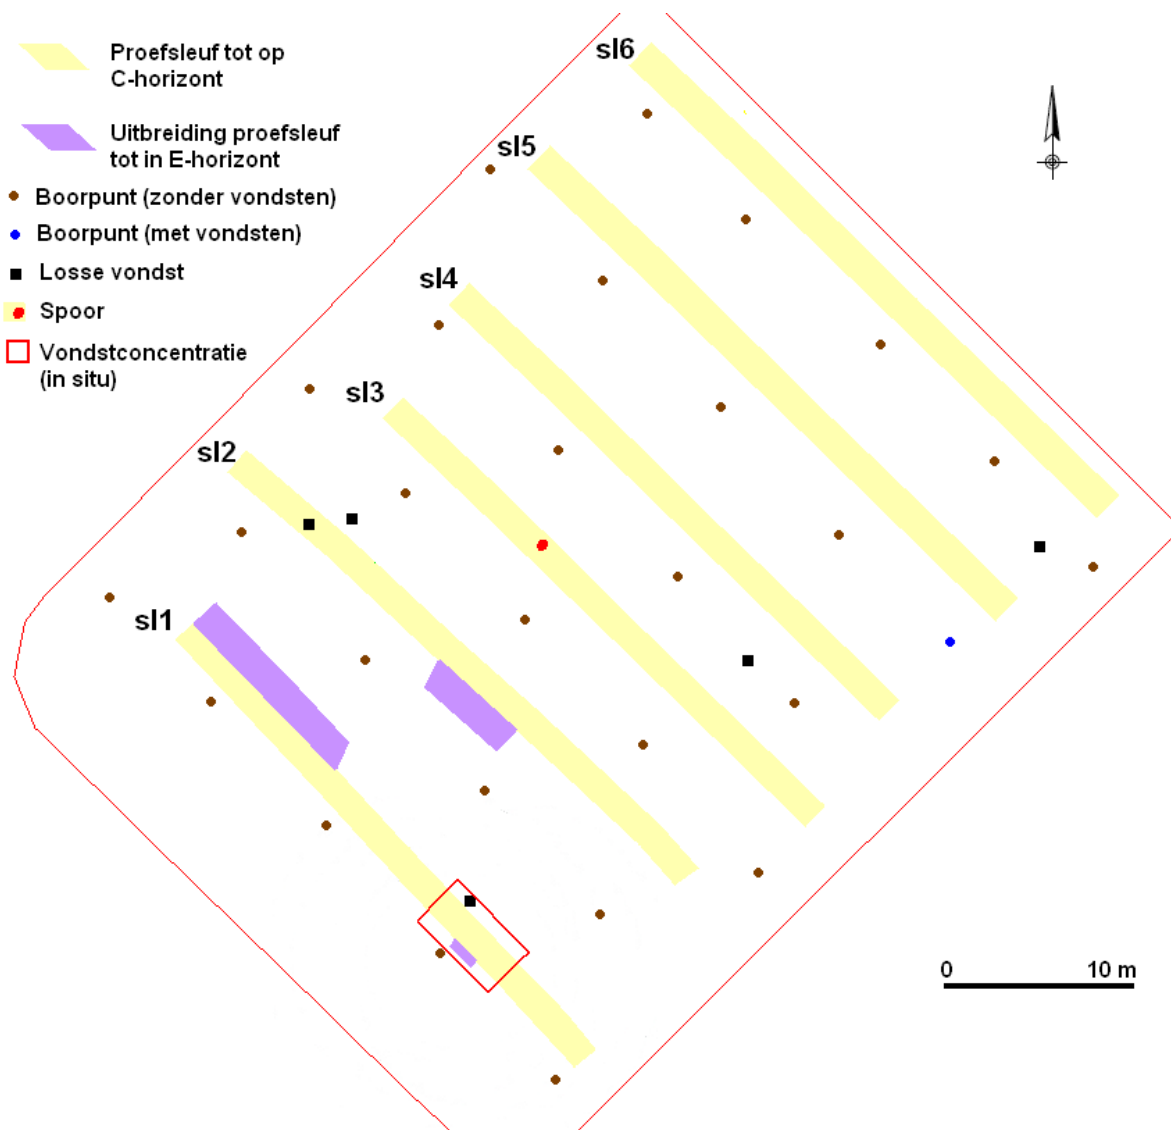 Proefsleuf tot op
C-horizont
Uitbreiding proefsleuf
tot in E-horizont
Boorpunt (zonder vondsten)
Boorpunt (met vondsten)
Losse vondst
Spoor
Vondstconcentratie
(in situ)
sl6
sl5
sl4
sl3
sl2
sl1
0 10 m